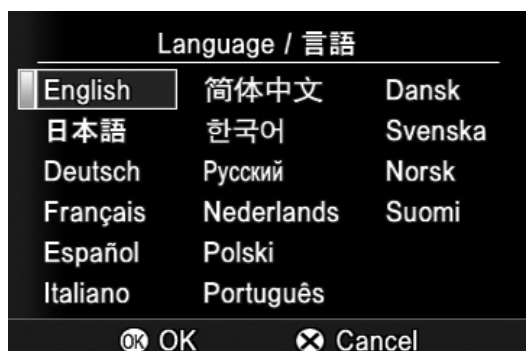 Language / 言語
English 简体中文 Dansk
日本語 한국어 Svenska
Deutsch Русский Norsk
Français Nederlands Suomi
Español Polski
Italiano Português
OK OK Cancel